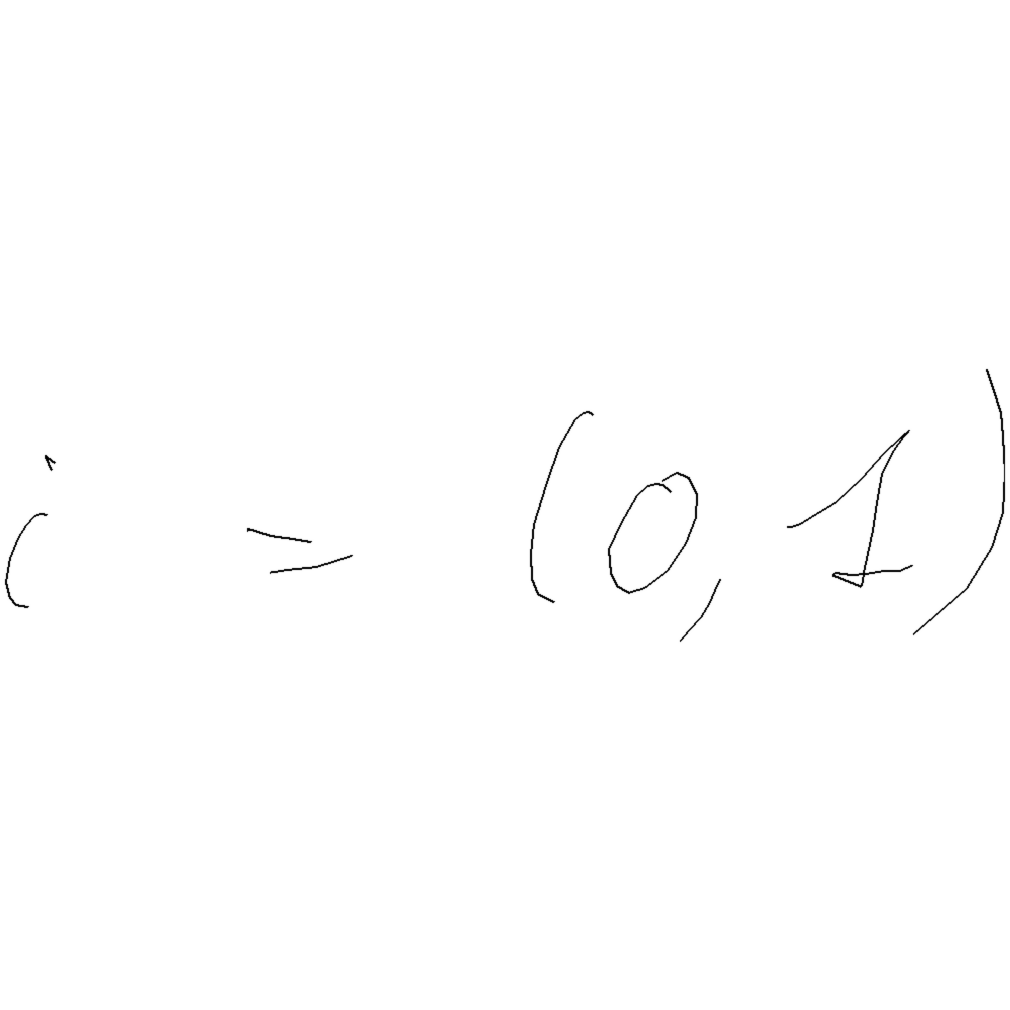 i = (0, 1)